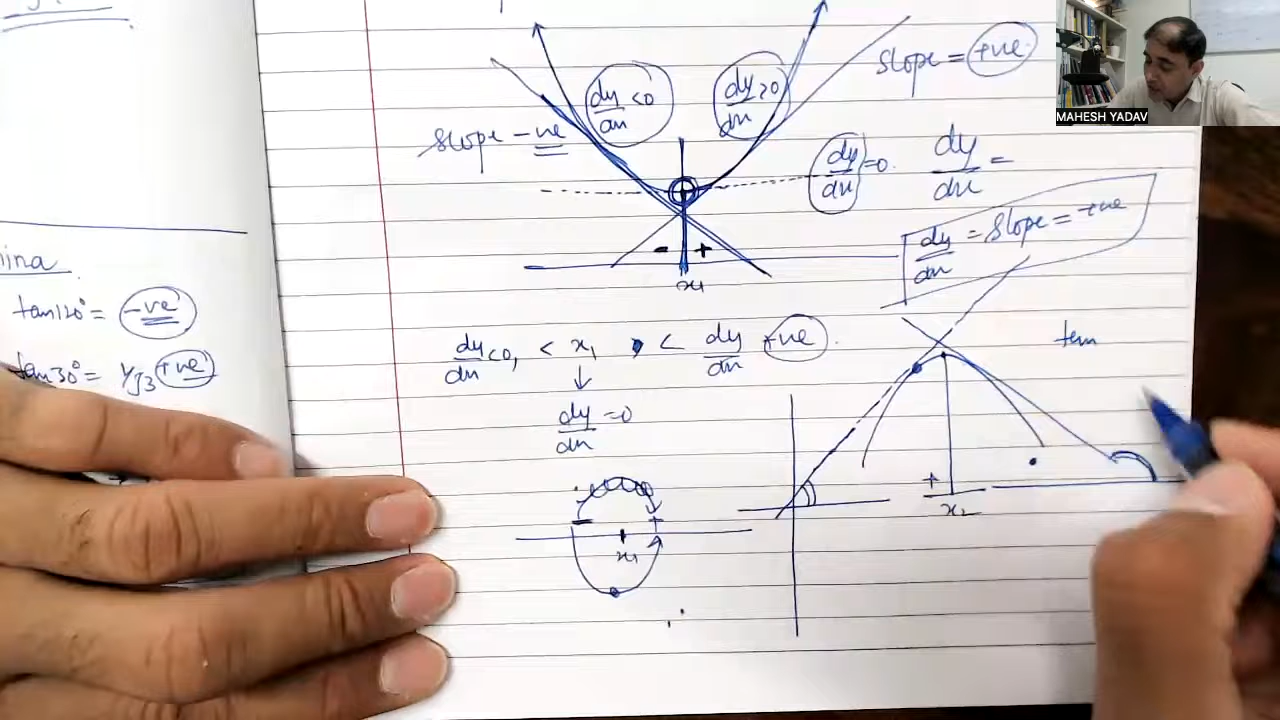 MAHESH YADAV
slope = +ve
dy/dx <0
dy/dx >0
slope -ve
dy/dx =0.
dy/dx =
- +
x1
dy/dx = slope = +ve
tan120° = -ve
tan30° = 1/√3 +ve
dy/dx <0, < x1 < dy/dx +ve.
↓
dy/dx =0
+
x2
- +
x1